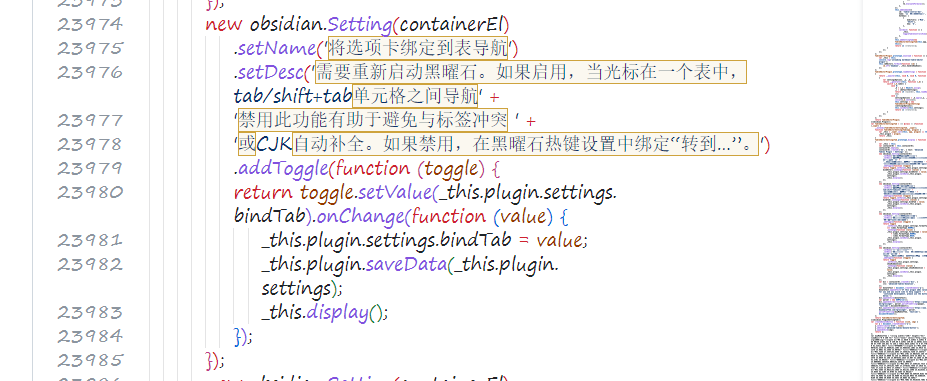 23973 });
23974 new obsidian.Setting(containerEl)
23975 .setName('将选项卡绑定到表导航')
23976 .setDesc('需要重新启动黑曜石。如果启用，当光标在一个表中，
tab/shift+tab单元格之间导航' +
23977 '禁用此功能有助于避免与标签冲突 ' +
23978 '或CJK自动补全。如果禁用，在黑曜石热键设置中绑定“转到...”。')
23979 .addToggle(function (toggle) {
23980 return toggle.setValue(_this.plugin.settings.
bindTab).onChange(function (value) {
23981 _this.plugin.settings.bindTab = value;
23982 _this.plugin.saveData(_this.plugin.
settings);
23983 _this.display();
23984 });
23985 });
23986 new obsidian.Setting(containerEl)